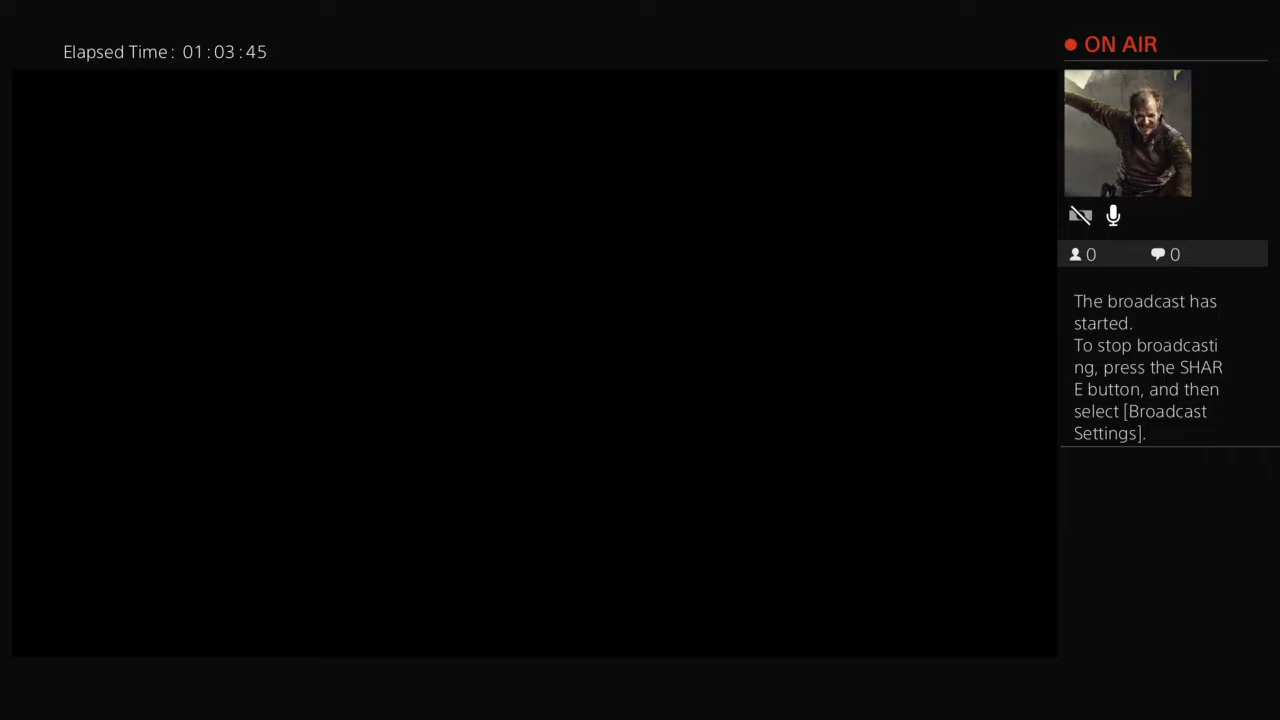 Elapsed Time: 01:03:45
ON AIR
0 0
The broadcast has
started.
To stop broadcasti
ng, press the SHAR
E button, and then
select [Broadcast
Settings].